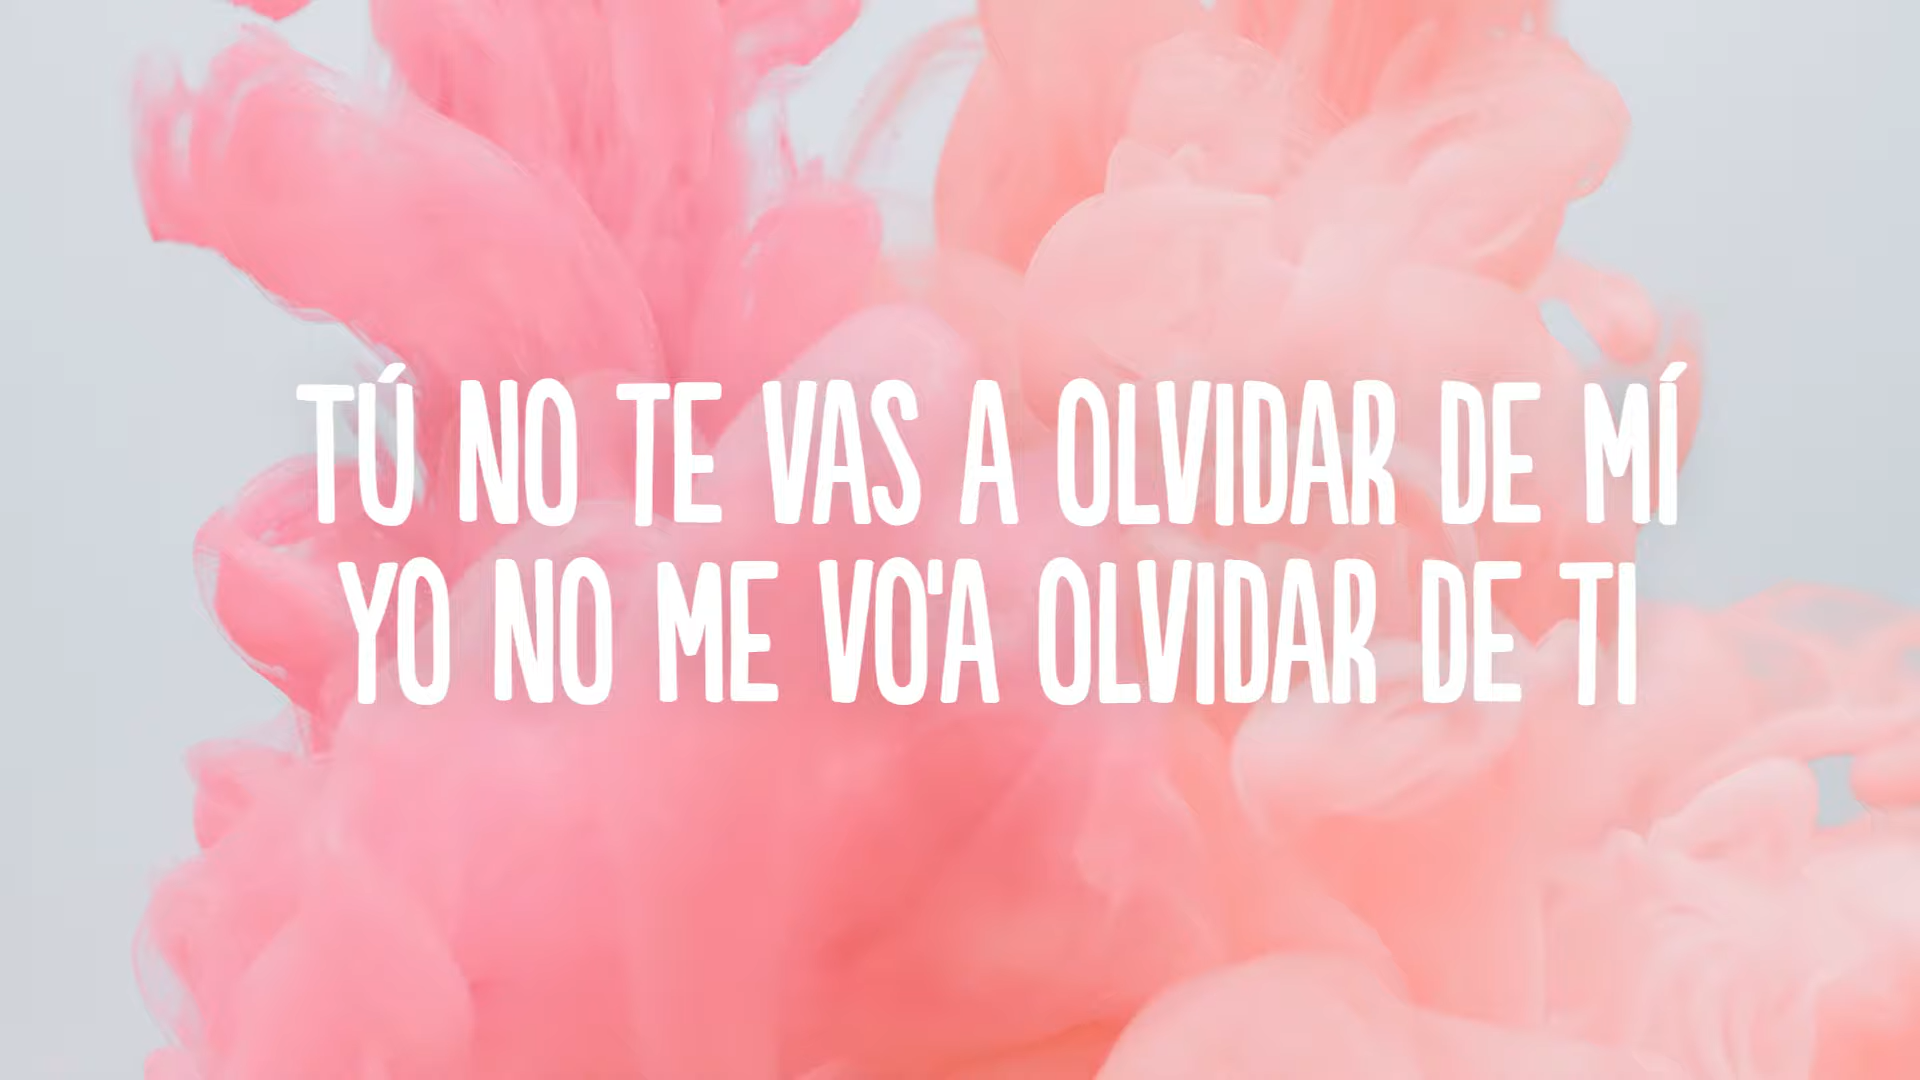 TÚ NO TE VAS A OLVIDAR DE MÍ
YO NO ME VO'A OLVIDAR DE TI